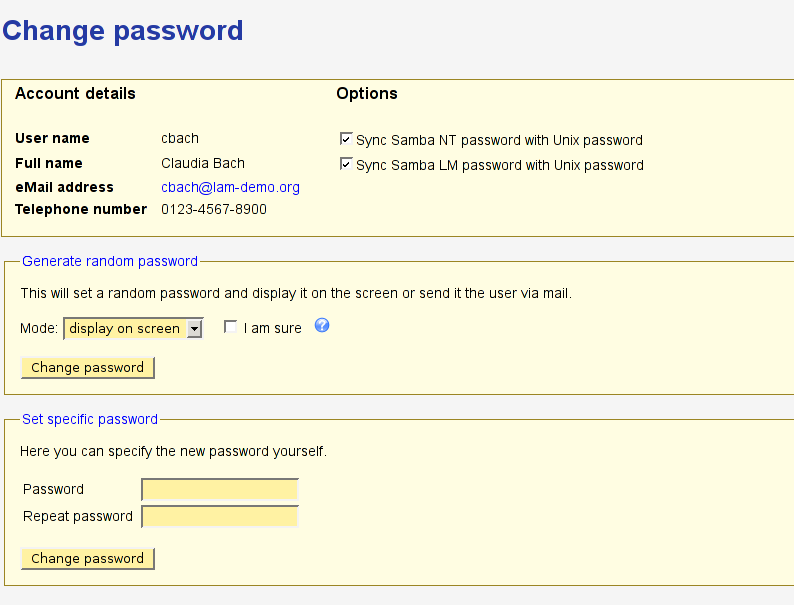 Change password
Account details
Options
User name cbach
Full name Claudia Bach
eMail address cbach@lam-demo.org
Telephone number 0123-4567-8900
Sync Samba NT password with Unix password
Sync Samba LM password with Unix password
Generate random password
This will set a random password and display it on the screen or send it the user via mail.
Mode: display on screen I am sure
Change password
Set specific password
Here you can specify the new password yourself.
Password
Repeat password
Change password